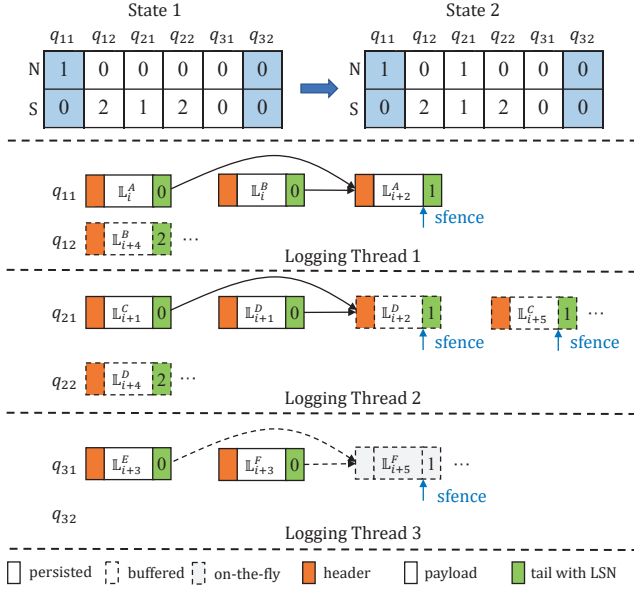 State 1 State 2
q₁₁ q₁₂ q₂₁ q₂₂ q₃₁ q₃₂ q₁₁ q₁₂ q₂₁ q₂₂ q₃₁ q₃₂
N 1 0 0 0 0 0 N 1 0 1 0 0 0
S 0 2 1 2 0 0 S 0 2 1 2 0 0
q₁₁ 𝕃ᵢᴬ 0 𝕃ᵢᴮ 0 𝕃ᵢ₊₂ᴬ 1
sfence
q₁₂ 𝕃ᵢ₊₄ᴮ 2 ⋯
Logging Thread 1
q₂₁ 𝕃ᵢ₊₁ᶜ 0 𝕃ᵢ₊₁ᴰ 0 𝕃ᵢ₊₂ᴰ 1 𝕃ᵢ₊₅ᶜ 1 ⋯
sfence sfence
q₂₂ 𝕃ᵢ₊₄ᴰ 2 ⋯
Logging Thread 2
q₃₁ 𝕃ᵢ₊₃ᴱ 0 𝕃ᵢ₊₃ꟳ 0 𝕃ᵢ₊₅ꟳ 1 ⋯
sfence
q₃₂
Logging Thread 3
persisted buffered on-the-fly header payload tail with LSN